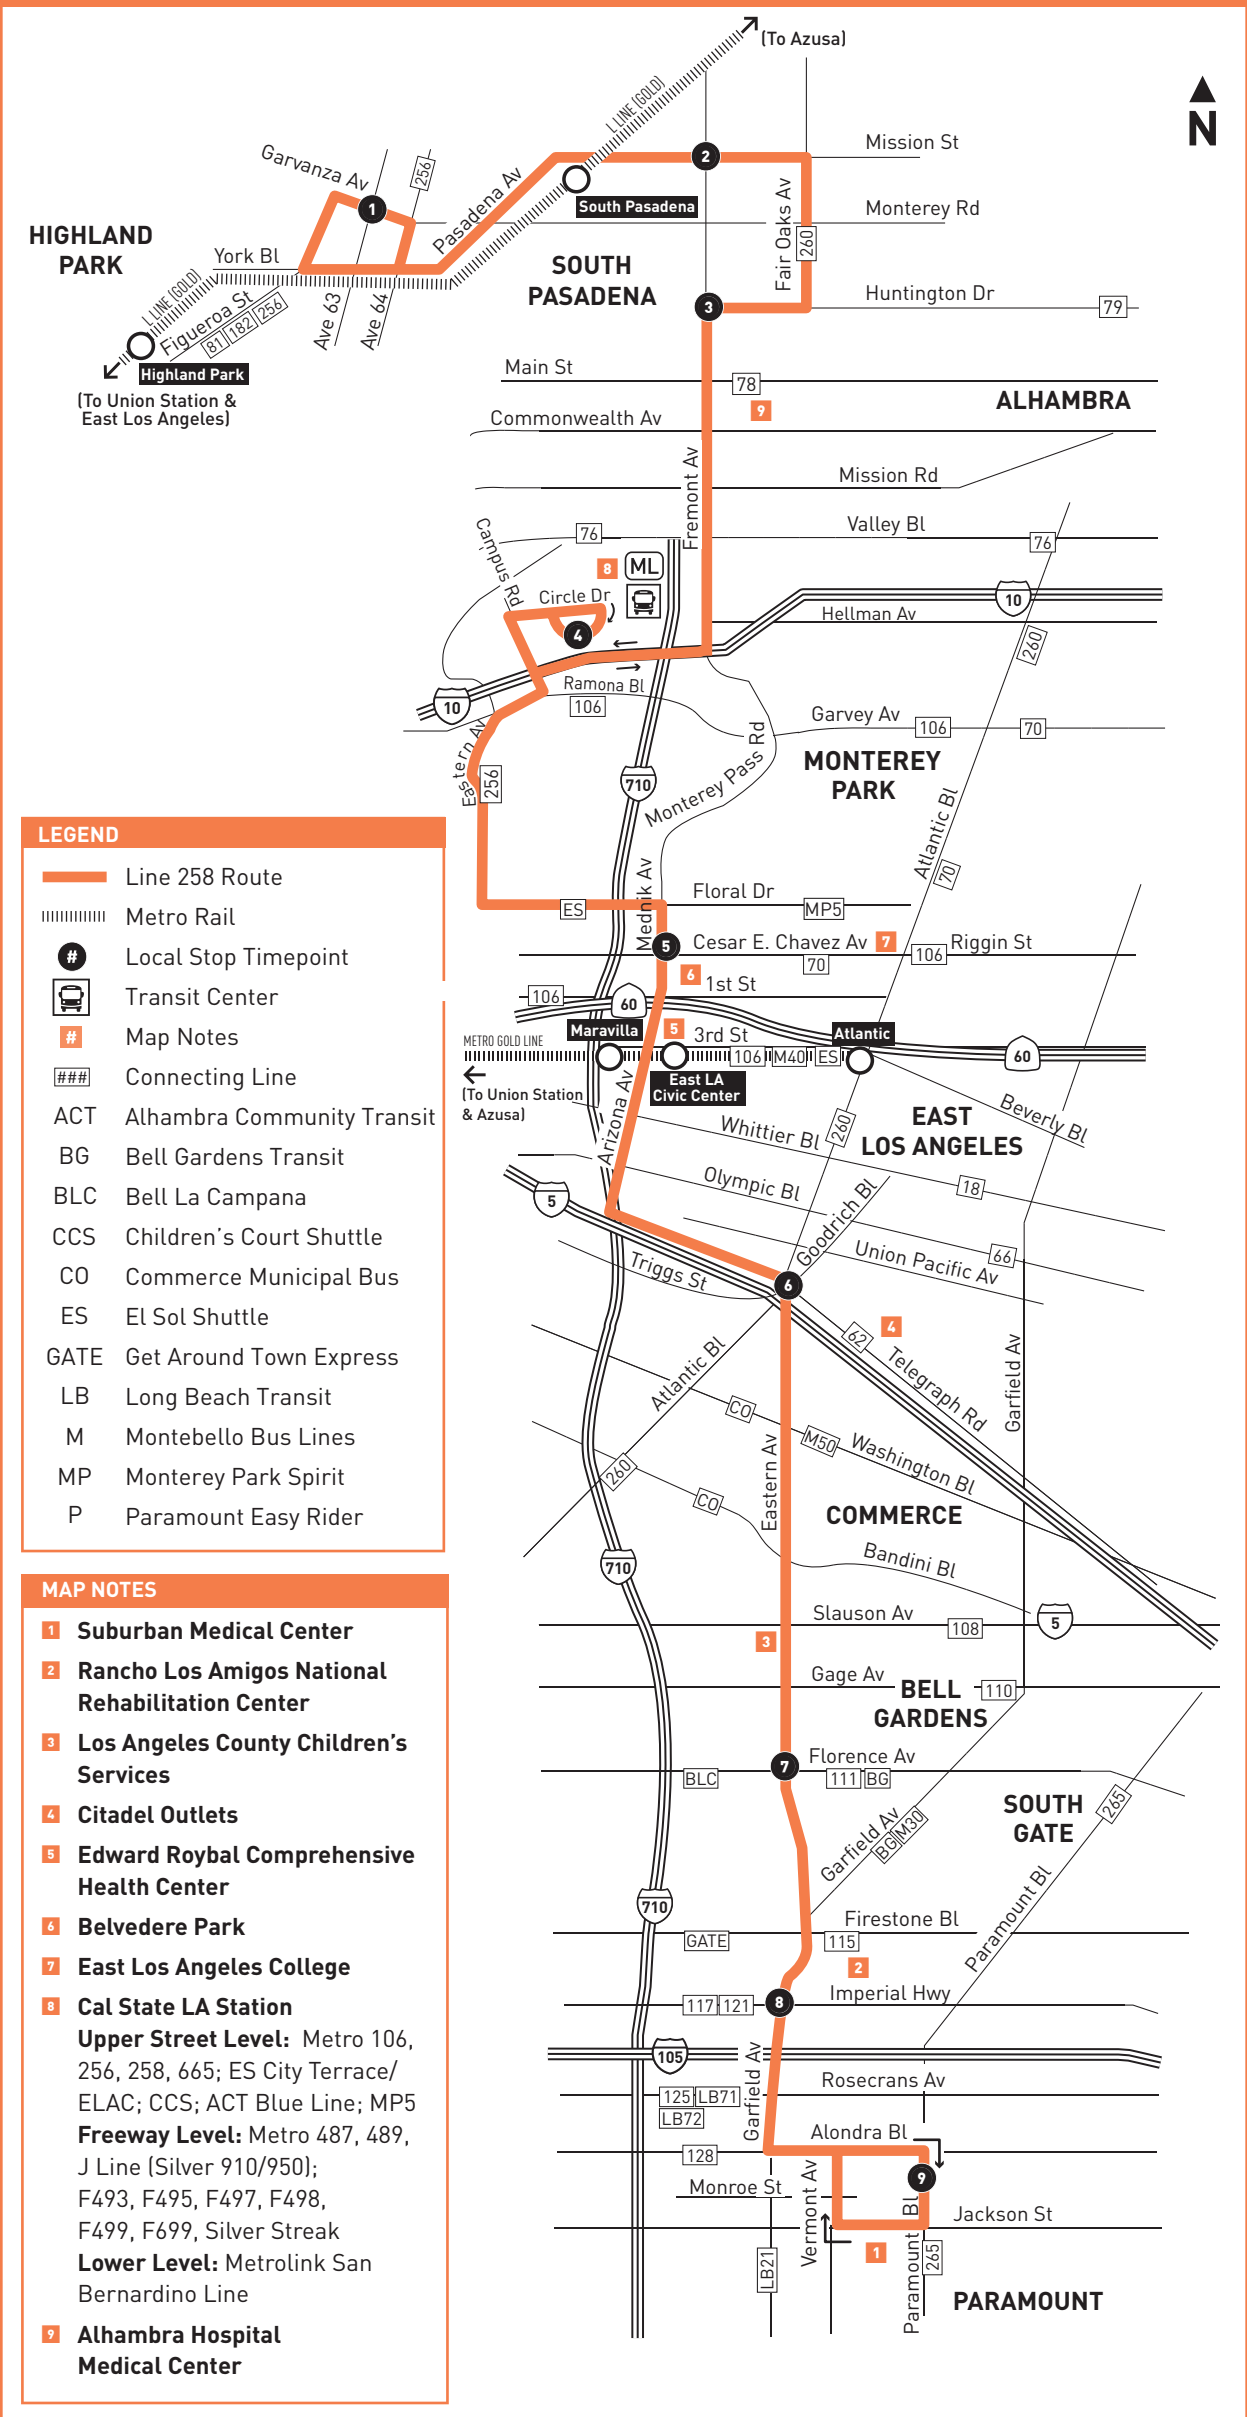 (To Azusa)
L LINE (GOLD)
N
Mission St
2
Garvanza Av
256
1
Pasadena Av
South Pasadena
Fair Oaks Av
260
Monterey Rd
HIGHLAND
PARK
York Bl
SOUTH
PASADENA
L LINE (GOLD)
Figueroa St
81 182 256
Ave 63
Ave 64
Huntington Dr
79
3
Highland Park
(To Union Station &
East Los Angeles)
Main St
78
ALHAMBRA
9
Commonwealth Av
Fremont Av
Mission Rd
Valley Bl
76
76
Campus Rd
8
ML
Circle Dr
4
10
Hellman Av
260
Ramona Bl
106
10
Garvey Av
106
70
Eastern Av
256
710
Monterey Pass Rd
MONTEREY
PARK
Atlantic Bl
70
Mednik Av
Floral Dr
ES
MP5
5
Cesar E. Chavez Av
7
106
Riggin St
70
6
1st St
106
60
Maravilla
5
3rd St
Atlantic
METRO GOLD LINE
106
M40
ES
60
East LA
Civic Center
(To Union Station
& Azusa)
Arizona Av
Whittier Bl
260
EAST
LOS ANGELES
Beverly Bl
Olympic Bl
18
5
Goodrich Bl
66
Union Pacific Av
Triggs St
6
4
62
Telegraph Rd
Garfield Av
Atlantic Bl
CO
M50
Washington Bl
260
CO
Eastern Av
COMMERCE
Bandini Bl
710
Slauson Av
108
5
3
Gage Av
BELL
GARDENS
110
7
Florence Av
BLC
111
BG
SOUTH
GATE
265
Garfield Av
BG M30
Paramount Bl
710
Firestone Bl
GATE
115
2
Imperial Hwy
117 121
8
105
Garfield Av
Rosecrans Av
125 LB71
LB72
Alondra Bl
128
9
Monroe St
Vermont Av
Paramount Bl
Jackson St
1
LB21
265
PARAMOUNT
LEGEND
Line 258 Route
Metro Rail
# Local Stop Timepoint
Transit Center
# Map Notes
### Connecting Line
ACT Alhambra Community Transit
BG Bell Gardens Transit
BLC Bell La Campana
CCS Children’s Court Shuttle
CO Commerce Municipal Bus
ES El Sol Shuttle
GATE Get Around Town Express
LB Long Beach Transit
M Montebello Bus Lines
MP Monterey Park Spirit
P Paramount Easy Rider
MAP NOTES
1 Suburban Medical Center
2 Rancho Los Amigos National
Rehabilitation Center
3 Los Angeles County Children’s
Services
4 Citadel Outlets
5 Edward Roybal Comprehensive
Health Center
6 Belvedere Park
7 East Los Angeles College
8 Cal State LA Station
Upper Street Level: Metro 106,
256, 258, 665; ES City Terrace/
ELAC; CCS; ACT Blue Line; MP5
Freeway Level: Metro 487, 489,
J Line (Silver 910/950);
F493, F495, F497, F498,
F499, F699, Silver Streak
Lower Level: Metrolink San
Bernardino Line
9 Alhambra Hospital
Medical Center